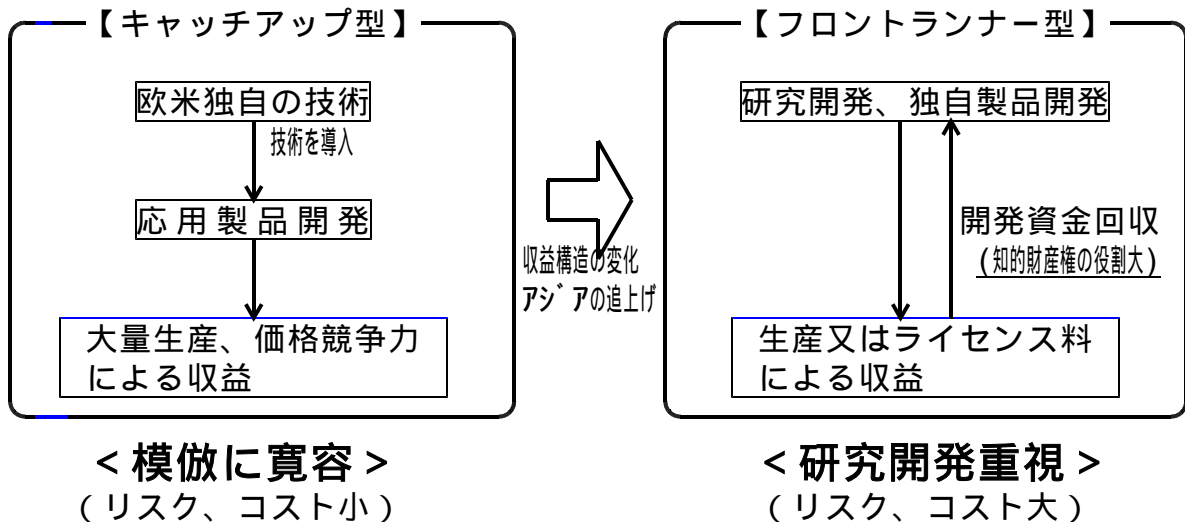 【キャッチアップ型】
欧米独自の技術
技術を導入
応用製品開発
大量生産、価格競争力
による収益
<模倣に寛容>
(リスク、コスト小)
収益構造の変化
アジアの追上げ
【フロントランナー型】
研究開発、独自製品開発
開発資金回収
(知的財産権の役割大)
生産又はライセンス料
による収益
<研究開発重視>
(リスク、コスト大)